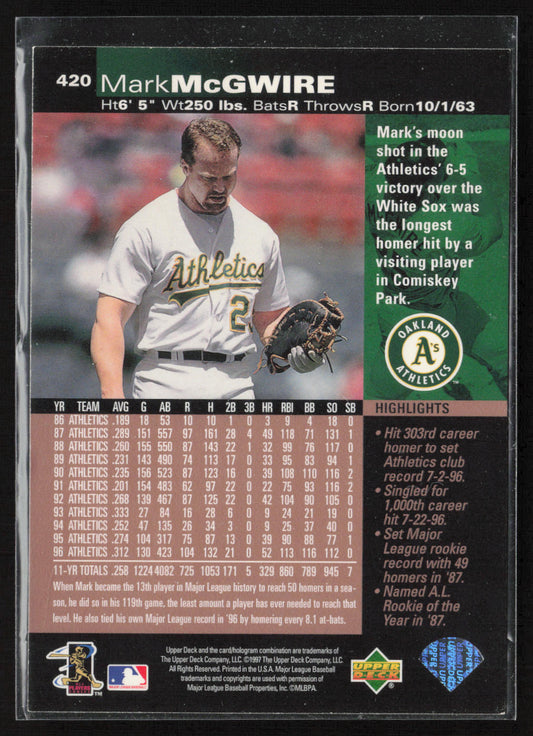 420 MarkMcGWIRE
Ht6' 5" Wt250 lbs. BatsR ThrowsR Born10/1/63
Mark's moon
shot in the
Athletics' 6-5
victory over the
White Sox was
the longest
homer hit by a
visiting player
in Comiskey
Park.
Athletics
2
OAKLAND
A's
ATHLETICS
TM
YR TEAM AVG G AB R H 2B 3B HR RBI BB SO SB
86 ATHLETICS .189 18 53 10 10 1 0 3 9 4 18 0
87 ATHLETICS .289 151 557 97 161 28 4 49 118 71 131 1
88 ATHLETICS .260 155 550 87 143 22 1 32 99 76 117 0
89 ATHLETICS .231 143 490 74 113 17 0 33 95 83 94 1
90 ATHLETICS .235 156 523 87 123 16 0 39 108 110 116 2
91 ATHLETICS .201 154 483 62 97 22 0 22 75 93 116 2
92 ATHLETICS .268 139 467 87 125 22 0 42 104 90 105 0
93 ATHLETICS .333 27 84 16 28 6 0 9 24 21 19 0
94 ATHLETICS .252 47 135 26 34 3 0 9 25 37 40 0
95 ATHLETICS .274 104 317 75 87 13 0 39 90 88 77 1
96 ATHLETICS .312 130 423 104 132 21 0 52 113 116 112 0
11-YR TOTALS .258 1224 4082 725 1053 171 5 329 860 789 945 7
When Mark became the 13th player in Major League history to reach 50 homers in a sea-
son, he did so in his 119th game, the least amount a player has ever needed to reach that
level. He also tied his own Major League record in '96 by homering every 8.1 at-bats.
HIGHLIGHTS
• Hit 303rd career
homer to set
Athletics club
record 7-2-96.
• Singled for
1,000th career
hit 7-22-96.
• Set Major
League rookie
record with 49
homers in '87.
• Named A.L.
Rookie of the
Year in '87.
Upper Deck and the card/hologram combination are trademarks of
The Upper Deck Company, LLC. ©1997 The Upper Deck Company, LLC.
All Rights Reserved. Printed in the U.S.A. Major League Baseball
trademarks and copyrights are used with permission of
Major League Baseball Properties, Inc. ©MLBPA.
UPPER
DECK